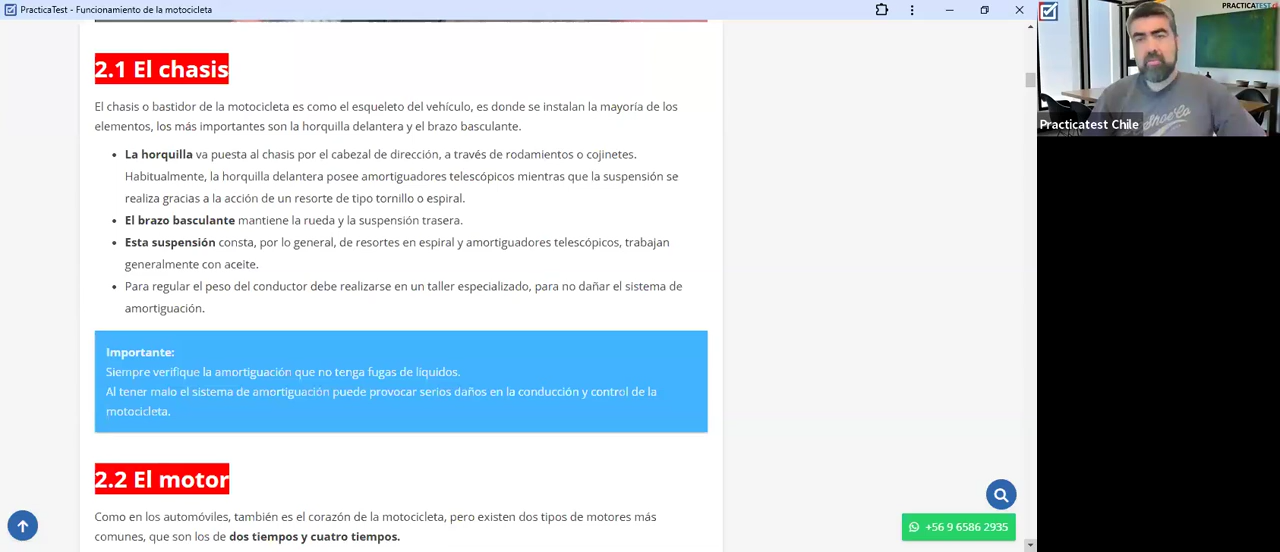 PracticaTest - Funcionamiento de la motocicleta
2.1 El chasis
El chasis o bastidor de la motocicleta es como el esqueleto del vehículo, es donde se instalan la mayoría de los
elementos, los más importantes son la horquilla delantera y el brazo basculante.
La horquilla va puesta al chasis por el cabezal de dirección, a través de rodamientos o cojinetes.
Habitualmente, la horquilla delantera posee amortiguadores telescópicos mientras que la suspensión se
realiza gracias a la acción de un resorte de tipo tornillo o espiral.
El brazo basculante mantiene la rueda y la suspensión trasera.
Esta suspensión consta, por lo general, de resortes en espiral y amortiguadores telescópicos, trabajan
generalmente con aceite.
Para regular el peso del conductor debe realizarse en un taller especializado, para no dañar el sistema de
amortiguación.
Importante:
Siempre verifique la amortiguación que no tenga fugas de líquidos.
Al tener malo el sistema de amortiguación puede provocar serios daños en la conducción y control de la
motocicleta.
2.2 El motor
Como en los automóviles, también es el corazón de la motocicleta, pero existen dos tipos de motores más
comunes, que son los de dos tiempos y cuatro tiempos.
+56 9 6586 2935
PRACTICATEST
Practicatest Chile